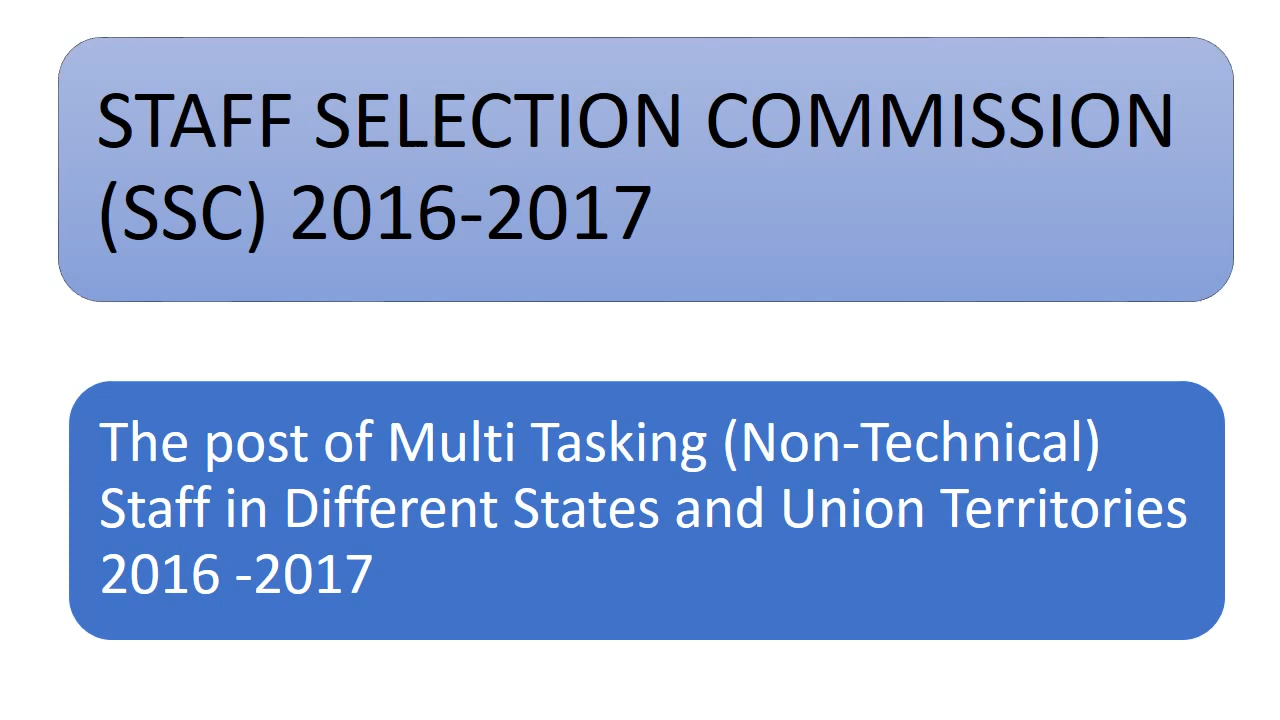 STAFF SELECTION COMMISSION
(SSC) 2016-2017
The post of Multi Tasking (Non-Technical)
Staff in Different States and Union Territories
2016 -2017